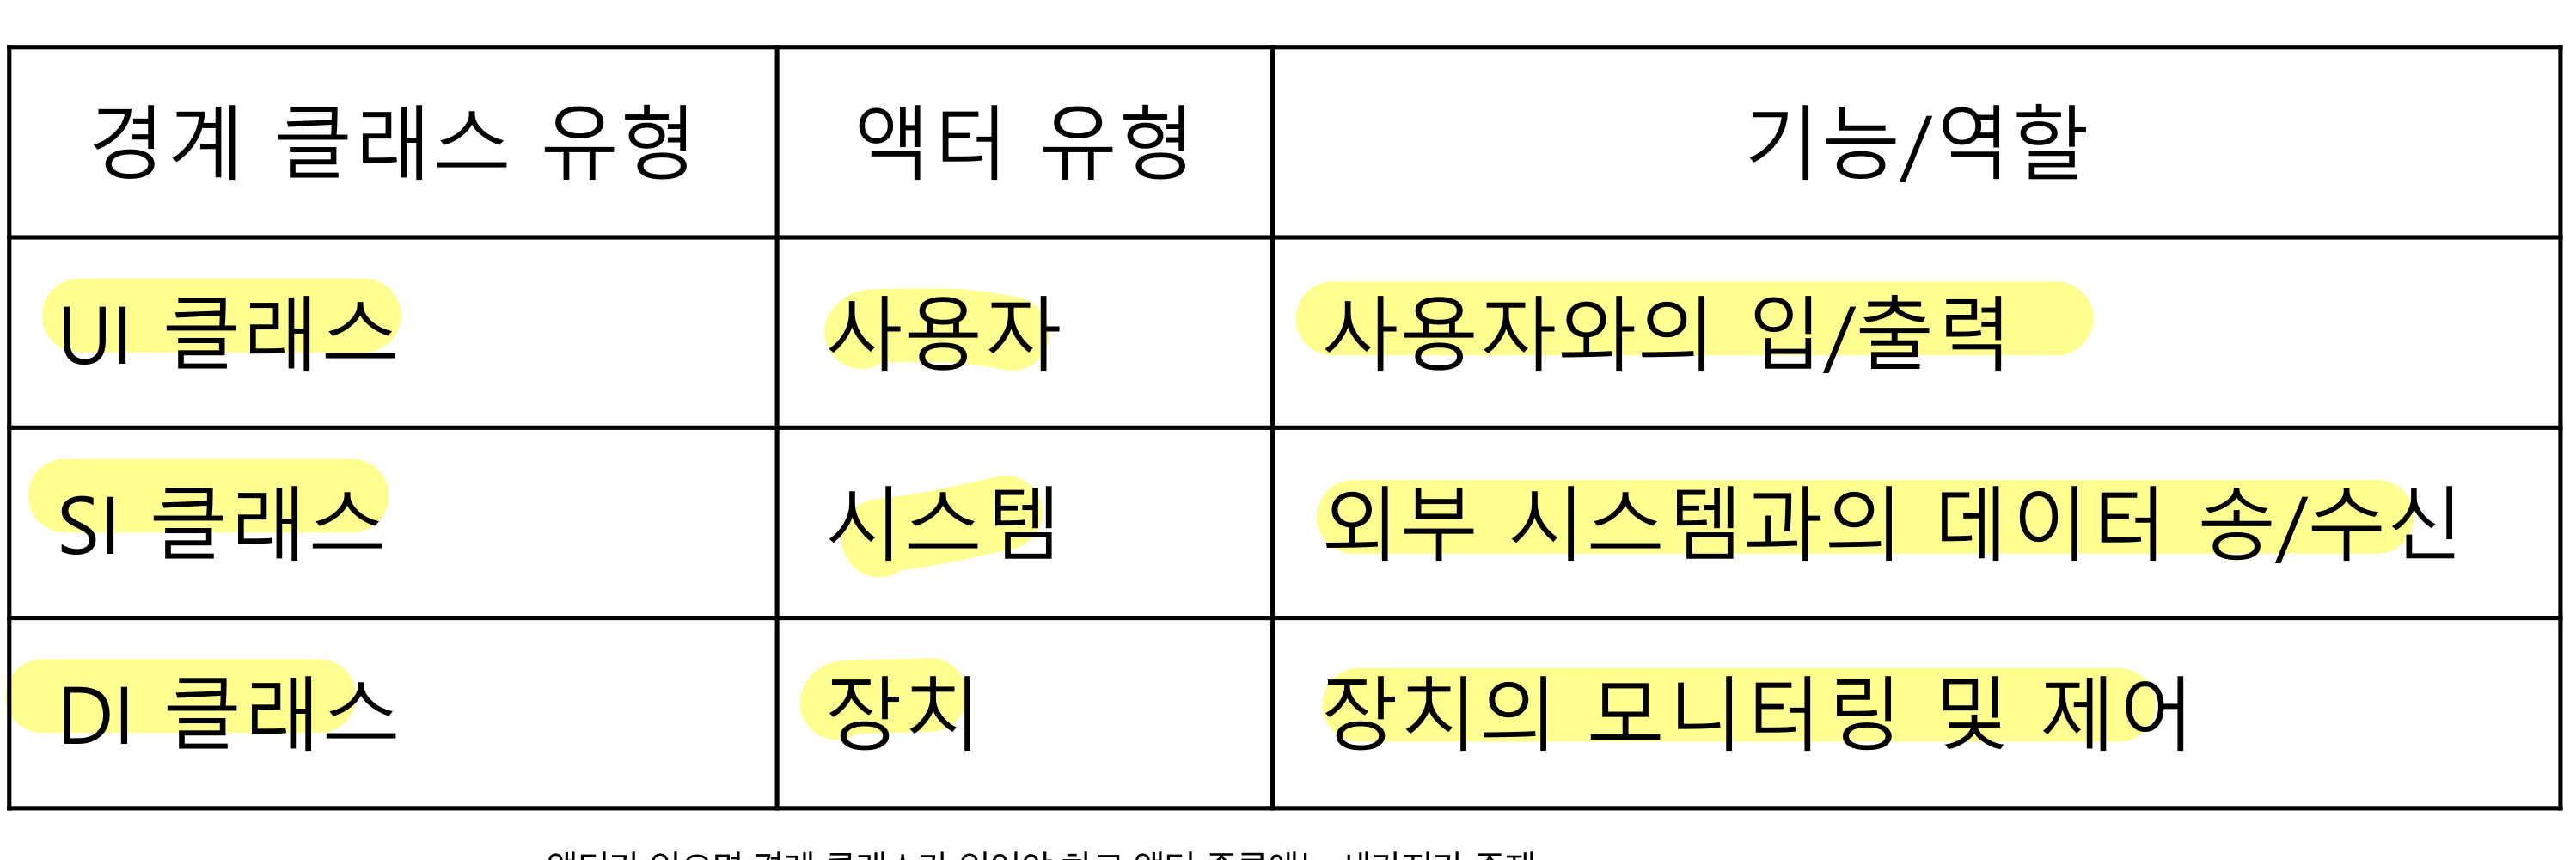 경계 클래스 유형 액터 유형 기능/역할
UI 클래스 사용자 사용자와의 입/출력
SI 클래스 시스템 외부 시스템과의 데이터 송/수신
DI 클래스 장치 장치의 모니터링 및 제어